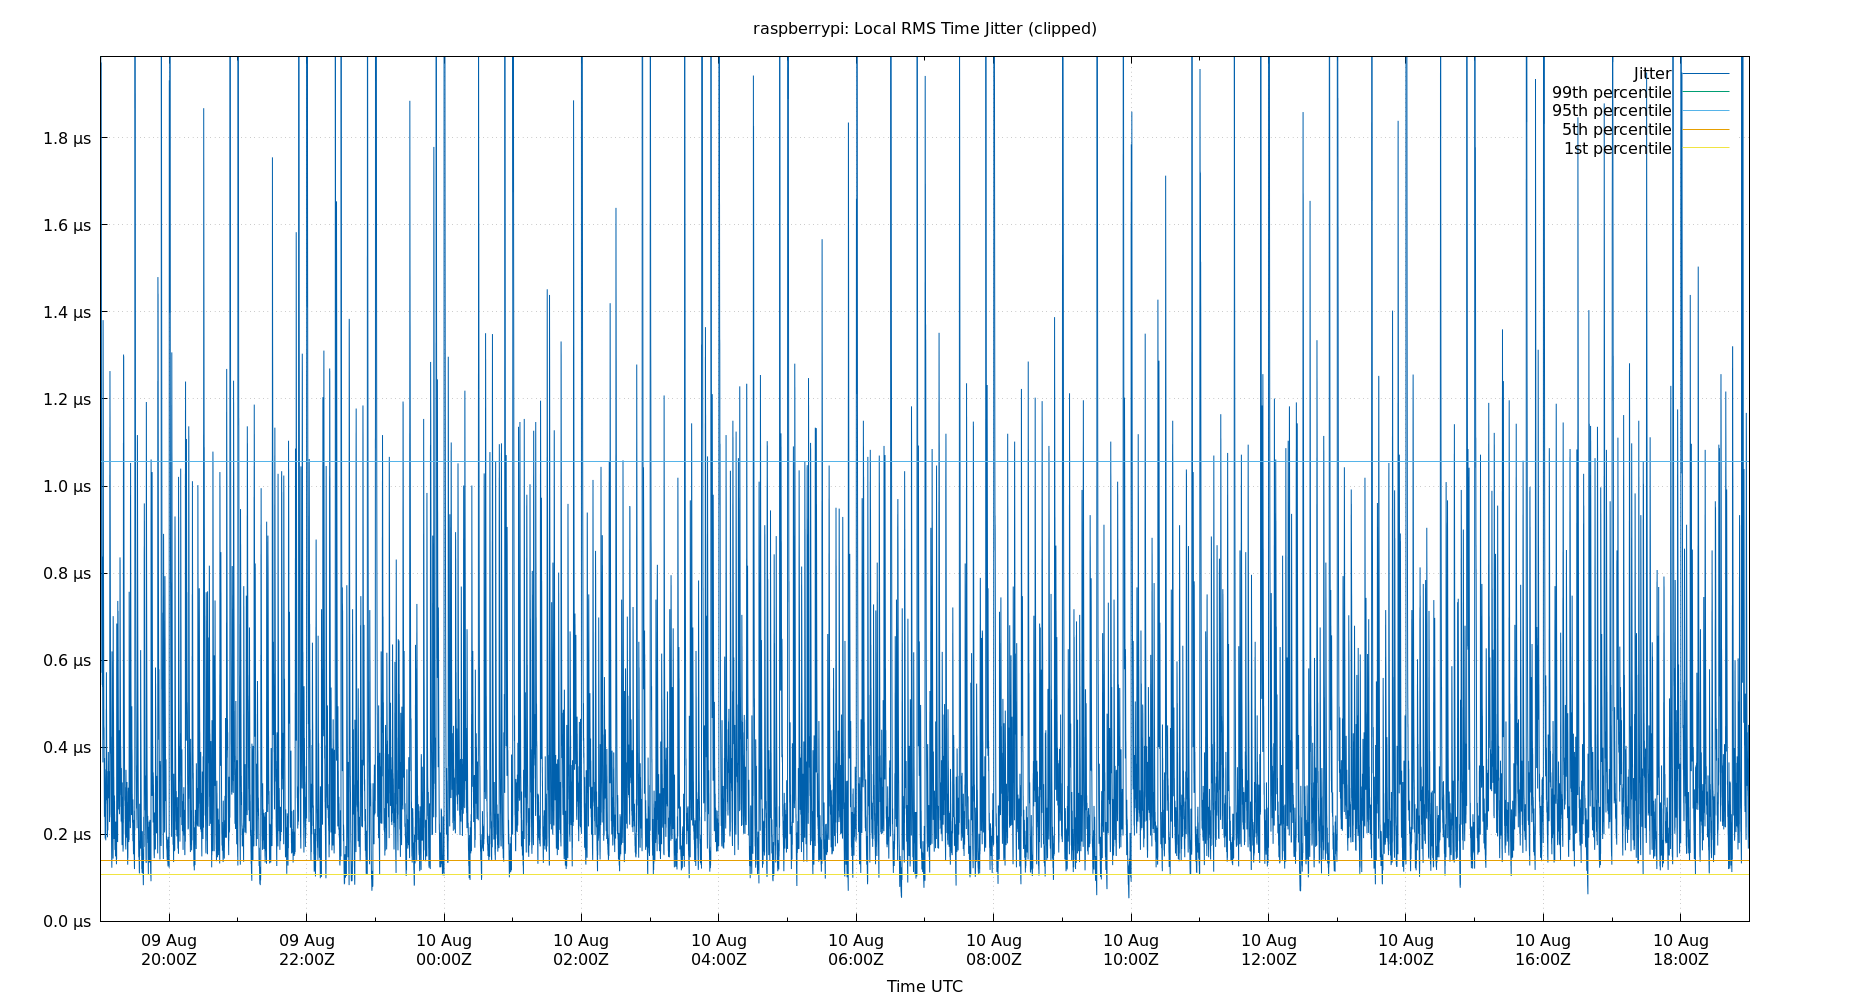 raspberrypi: Local RMS Time Jitter (clipped)
Jitter
99th percentile
95th percentile
5th percentile
1st percentile
1.8 μs
1.6 μs
1.4 μs
1.2 μs
1.0 μs
0.8 μs
0.6 μs
0.4 μs
0.2 μs
0.0 μs
09 Aug 09 Aug 10 Aug 10 Aug 10 Aug 10 Aug 10 Aug 10 Aug 10 Aug 10 Aug 10 Aug 10 Aug
20:00Z 22:00Z 00:00Z 02:00Z 04:00Z 06:00Z 08:00Z 10:00Z 12:00Z 14:00Z 16:00Z 18:00Z
Time UTC